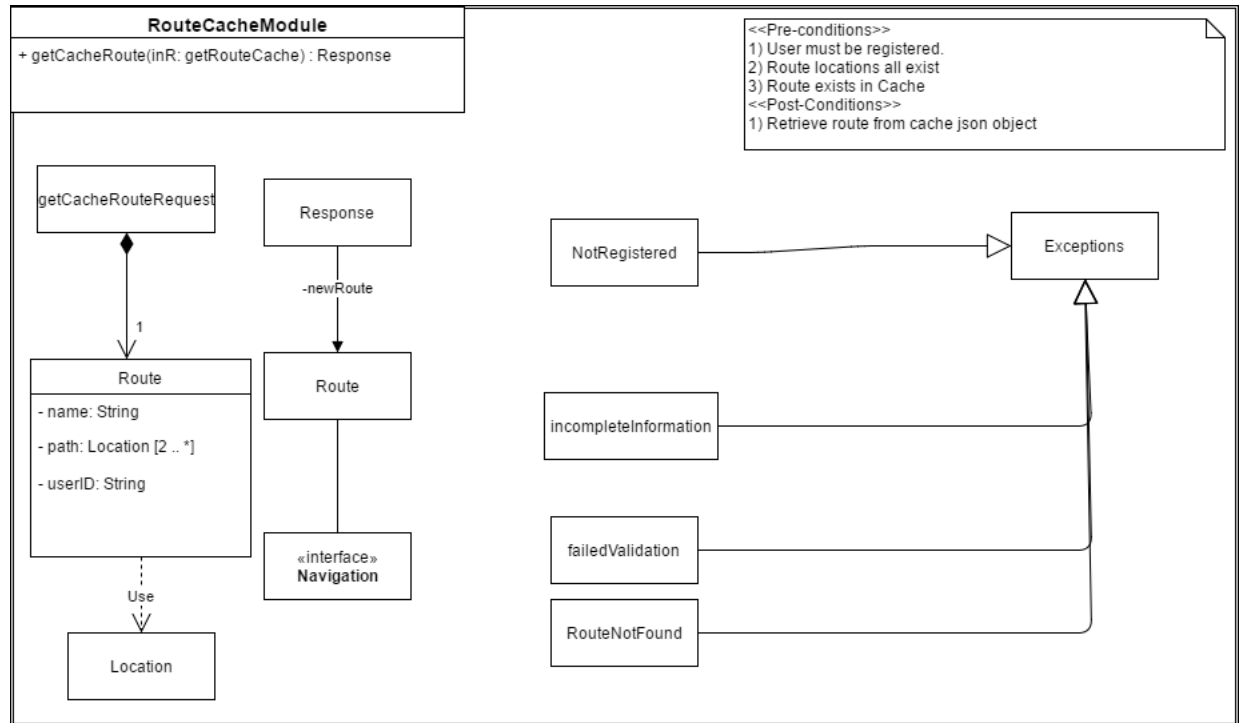 RouteCacheModule
+ getCacheRoute(inR: getRouteCache) : Response
<<Pre-conditions>>
1) User must be registered.
2) Route locations all exist
3) Route exists in Cache
<<Post-Conditions>>
1) Retrieve route from cache json object
getCacheRouteRequest
Response
NotRegistered
Exceptions
-newRoute
1
Route
- name: String
- path: Location [2 .. *]
- userID: String
Route
incompleteInformation
failedValidation
«interface»
Navigation
Use
RouteNotFound
Location